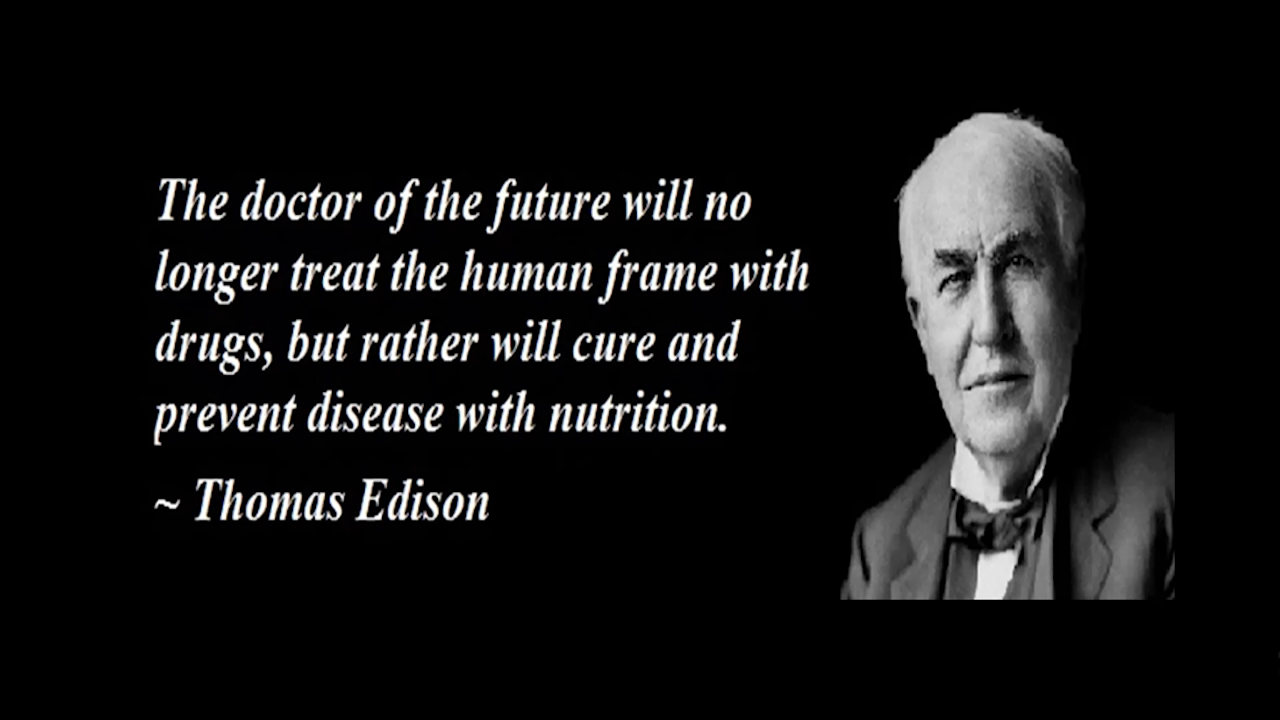 The doctor of the future will no
longer treat the human frame with
drugs, but rather will cure and
prevent disease with nutrition.
~ Thomas Edison